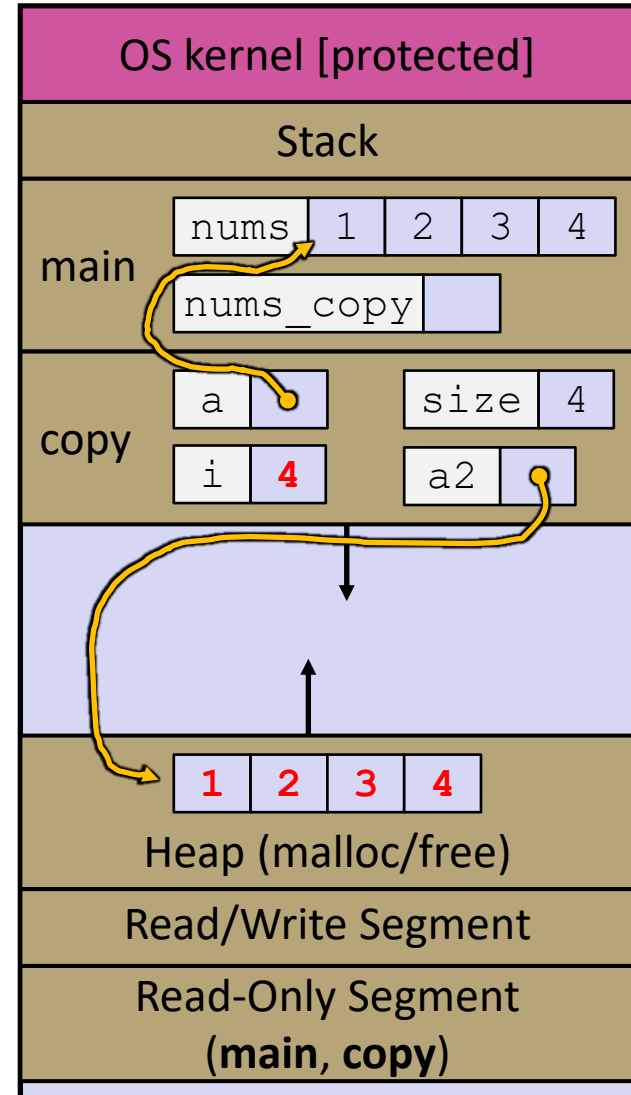 OS kernel [protected]
Stack
main
nums 1 2 3 4
nums_copy
copy
a
size 4
i 4
a2
1 2 3 4
Heap (malloc/free)
Read/Write Segment
Read-Only Segment
(main, copy)